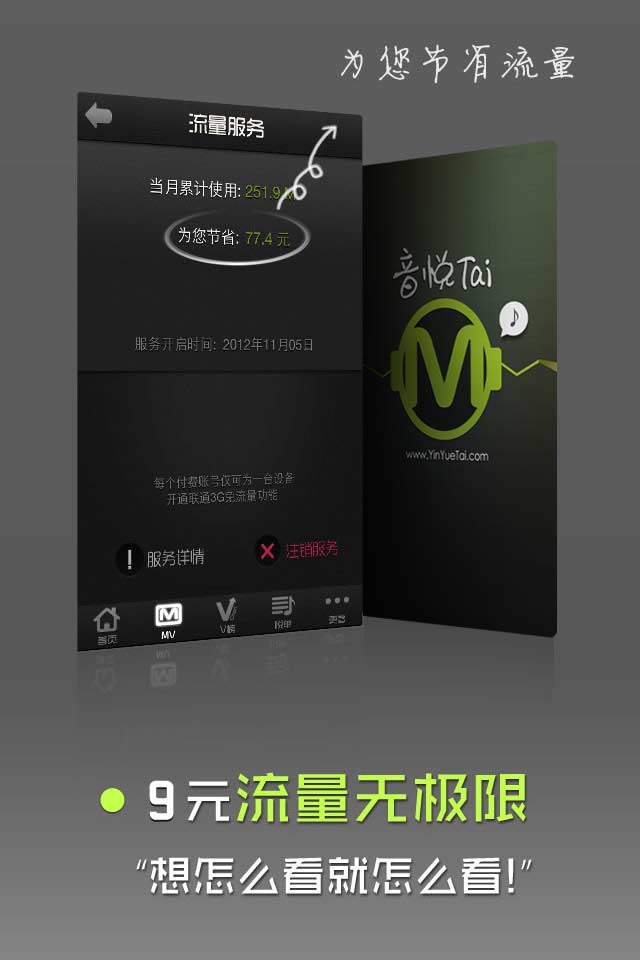 为您节省流量
流量服务
当月累计使用: 251.9 M
为您节省: 77.4 元
服务开启时间: 2012年11月05日
每个付费账号仅可为一台设备
开通联通3G免流量功能
! 服务详情
注销服务
首页
MV
V榜
悦单
更多
音悦Tai
M
www.YinYueTai.com
9元流量无极限
“想怎么看就怎么看!”